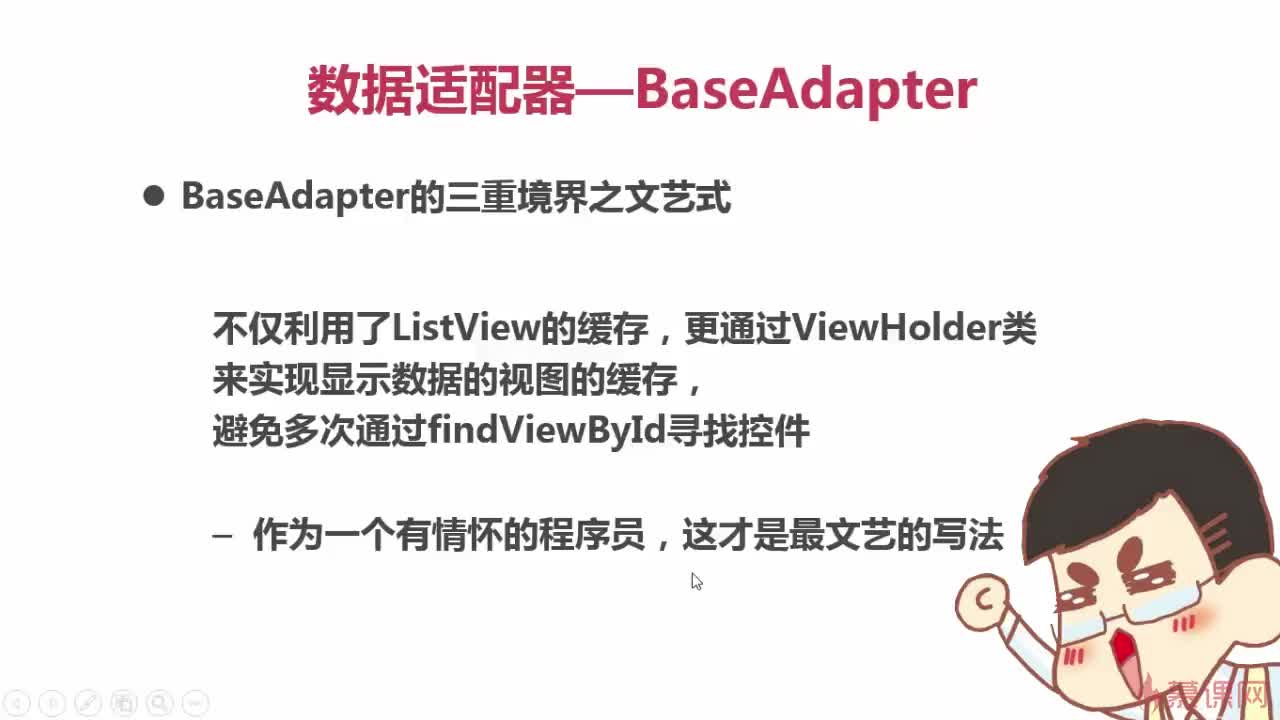 数据适配器—BaseAdapter
● BaseAdapter的三重境界之文艺式
不仅利用了ListView的缓存，更通过ViewHolder类
来实现显示数据的视图的缓存，
避免多次通过findViewById寻找控件
– 作为一个有情怀的程序员，这才是最文艺的写法
慕课网